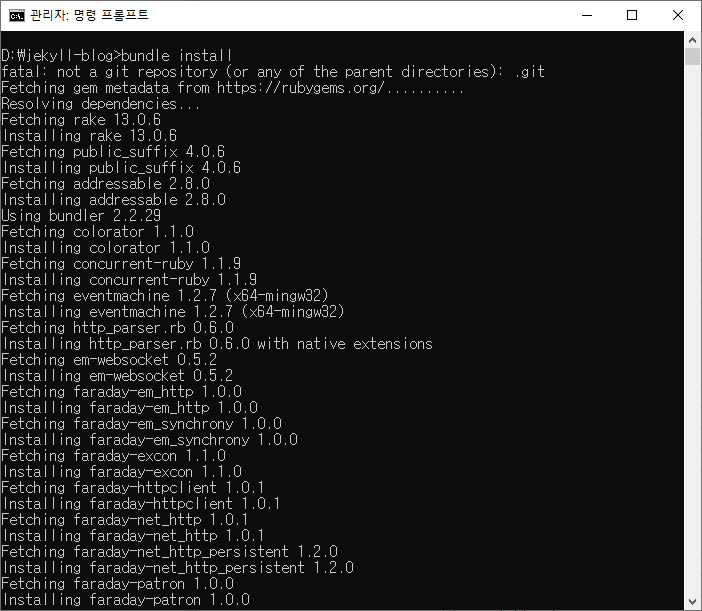 관리자: 명령 프롬프트
D:\jekyll-blog>bundle install
fatal: not a git repository (or any of the parent directories): .git
Fetching gem metadata from https://rubygems.org/..........
Resolving dependencies...
Fetching rake 13.0.6
Installing rake 13.0.6
Fetching public_suffix 4.0.6
Installing public_suffix 4.0.6
Fetching addressable 2.8.0
Installing addressable 2.8.0
Using bundler 2.2.29
Fetching colorator 1.1.0
Installing colorator 1.1.0
Fetching concurrent-ruby 1.1.9
Installing concurrent-ruby 1.1.9
Fetching eventmachine 1.2.7 (x64-mingw32)
Installing eventmachine 1.2.7 (x64-mingw32)
Fetching http_parser.rb 0.6.0
Installing http_parser.rb 0.6.0 with native extensions
Fetching em-websocket 0.5.2
Installing em-websocket 0.5.2
Fetching faraday-em_http 1.0.0
Installing faraday-em_http 1.0.0
Fetching faraday-em_synchrony 1.0.0
Installing faraday-em_synchrony 1.0.0
Fetching faraday-excon 1.1.0
Installing faraday-excon 1.1.0
Fetching faraday-httpclient 1.0.1
Installing faraday-httpclient 1.0.1
Fetching faraday-net_http 1.0.1
Installing faraday-net_http 1.0.1
Fetching faraday-net_http_persistent 1.2.0
Installing faraday-net_http_persistent 1.2.0
Fetching faraday-patron 1.0.0
Installing faraday-patron 1.0.0